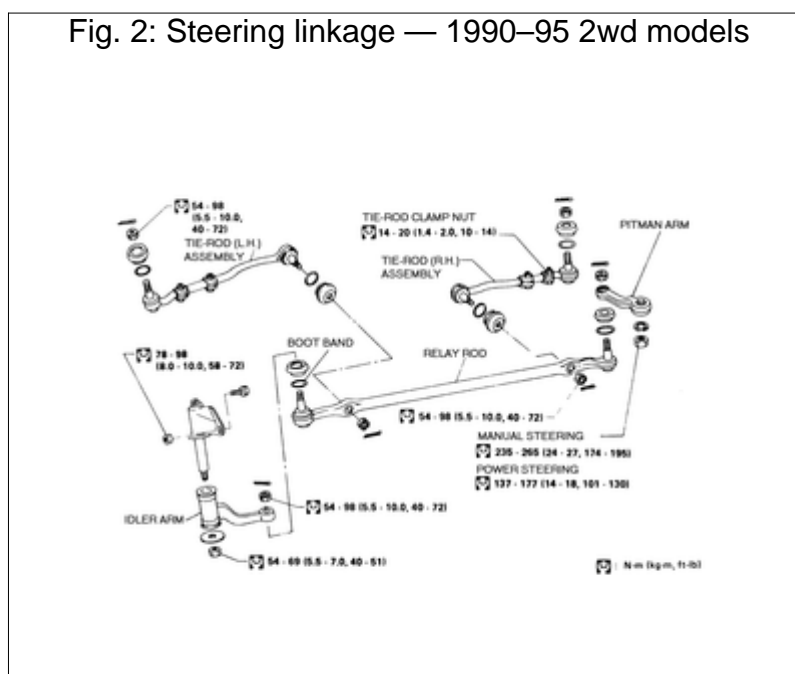 Fig. 2: Steering linkage — 1990–95 2wd models
54 - 98
(5.5 - 10.0,
40 - 72)
TIE-ROD (L.H.)
ASSEMBLY
TIE-ROD CLAMP NUT
14 - 20 (1.4 - 2.0, 10 - 14)
TIE-ROD (R.H.)
ASSEMBLY
PITMAN ARM
78 - 98
(8.0 - 10.0, 58 - 72)
BOOT BAND
RELAY ROD
54 - 98 (5.5 - 10.0, 40 - 72)
MANUAL STEERING
235 - 265 (24 - 27, 174 - 195)
POWER STEERING
137 - 177 (14 - 18, 101 - 130)
54 - 98 (5.5 - 10.0, 40 - 72)
IDLER ARM
54 - 69 (5.5 - 7.0, 40 - 51)
: N·m (kg-m, ft-lb)